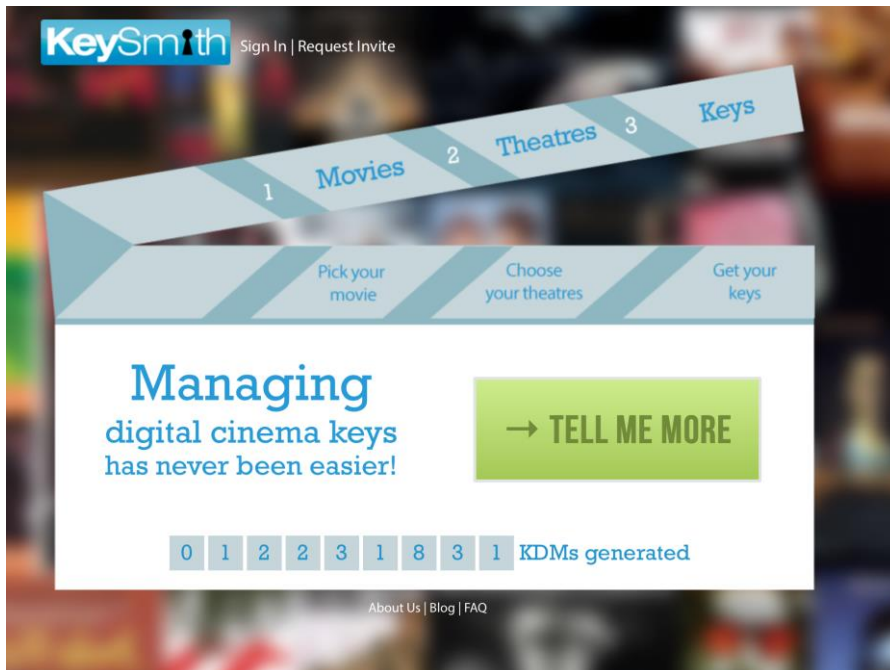 KeySmith Sign In | Request Invite
1 Movies 2 Theatres 3 Keys
Pick your movie
Choose your theatres
Get your keys
Managing
digital cinema keys
has never been easier!
→ TELL ME MORE
0 1 2 2 3 1 8 3 1 KDMs generated
About Us | Blog | FAQ